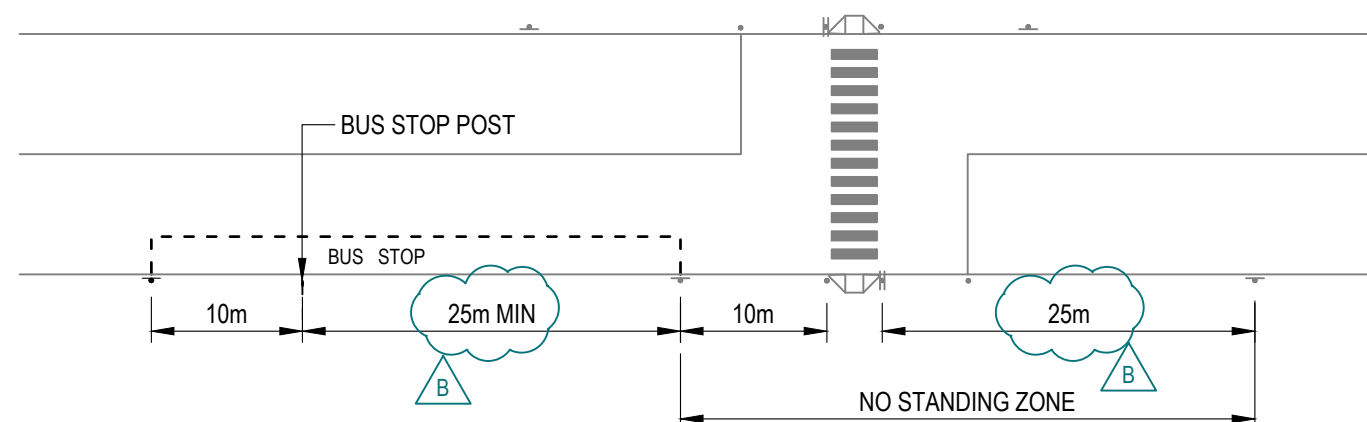 BUS STOP POST
BUS STOP
10m
25m MIN
10m
25m
B
B
NO STANDING ZONE